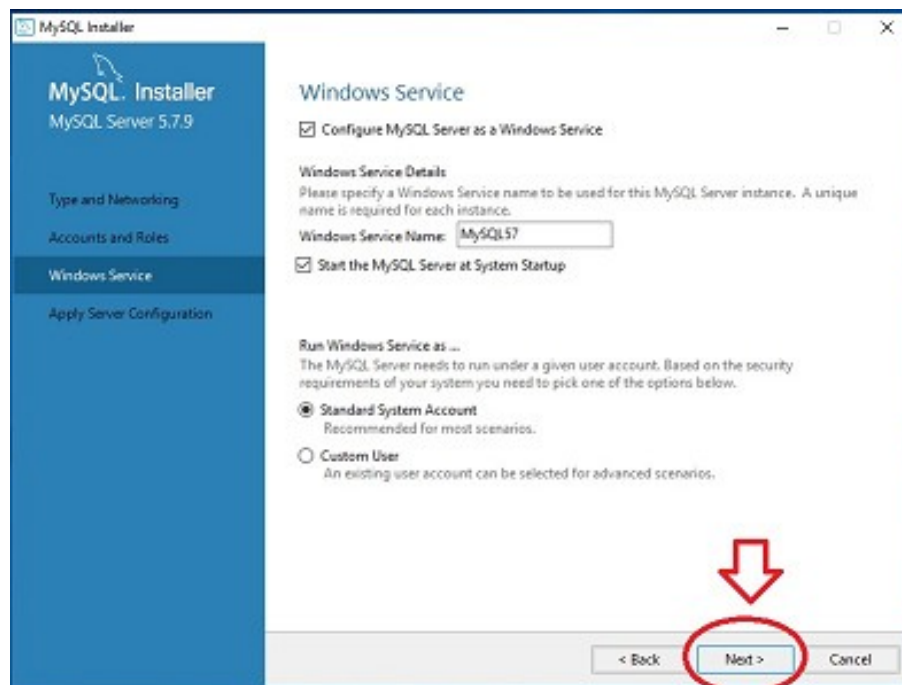 MySQL Installer
MySQL. Installer
MySQL Server 5.7.9
Type and Networking
Accounts and Roles
Windows Service
Apply Server Configuration
Windows Service
Configure MySQL Server as a Windows Service
Windows Service Details
Please specify a Windows Service name to be used for this MySQL Server instance. A unique
name is required for each instance.
Windows Service Name: MySQL57
Start the MySQL Server at System Startup
Run Windows Service as ...
The MySQL Server needs to run under a given user account. Based on the security
requirements of your system you need to pick one of the options below.
Standard System Account
Recommended for most scenarios.
Custom User
An existing user account can be selected for advanced scenarios.
< Back Next > Cancel